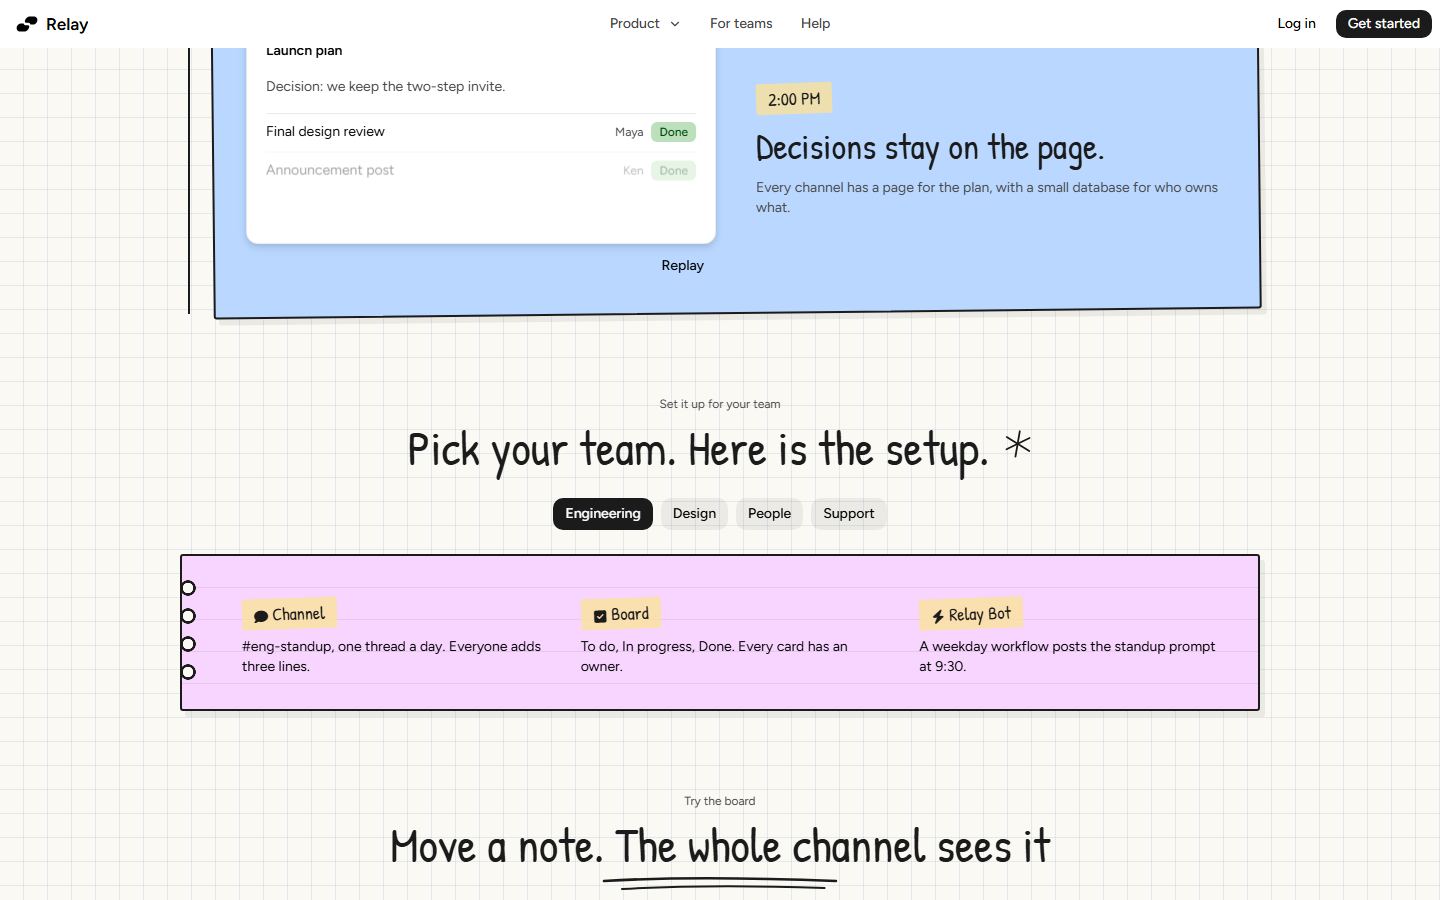 Relay
Product
For teams
Help
Log in
Get started
Launch plan
Decision: we keep the two-step invite.
Final design review
Maya
Done
Announcement post
Ken
Done
Replay
2:00 PM
Decisions stay on the page.
Every channel has a page for the plan, with a small database for who owns
what.
Set it up for your team
Pick your team. Here is the setup. *
Engineering
Design
People
Support
Channel
#eng-standup, one thread a day. Everyone adds
three lines.
Board
To do, In progress, Done. Every card has an
owner.
Relay Bot
A weekday workflow posts the standup prompt
at 9:30.
Try the board
Move a note. The whole channel sees it